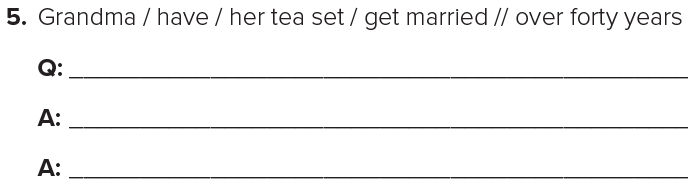 5. Grandma / have / her tea set / get married // over forty years
Q:
A:
A: